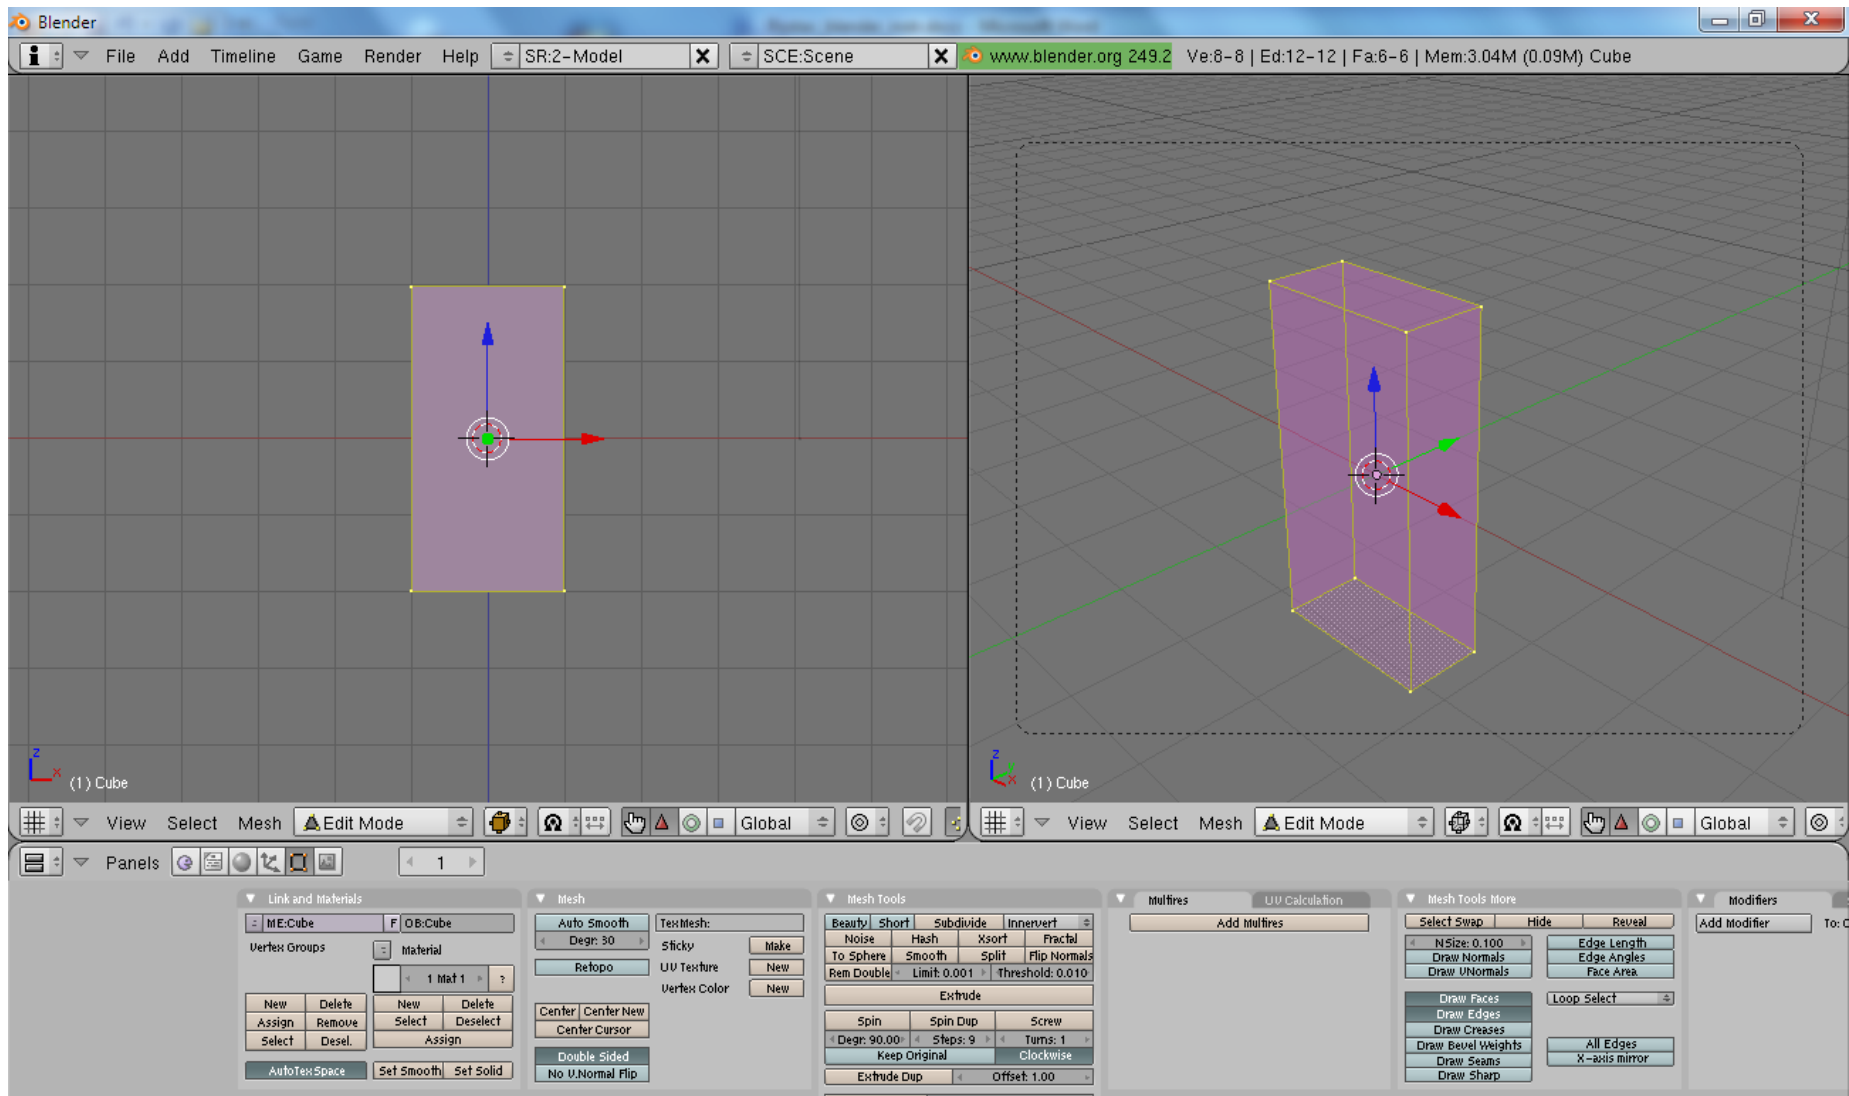 Blender
File Add Timeline Game Render Help SR:2-Model SCE:Scene www.blender.org 249.2 Ve:8-8 | Ed:12-12 | Fa:6-6 | Mem:3.04M (0.09M) Cube
z
x
(1) Cube
z
x
(1) Cube
View Select Mesh Edit Mode Global
View Select Mesh Edit Mode Global
Panels 1
Link and Materials
ME:Cube F OB:Cube
Vertex Groups
Material
1 Mat 1 ?
New Delete New Delete
Assign Remove Select Deselect
Select Desel. Assign
AutoTexSpace Set Smooth Set Solid
Mesh
Auto Smooth TexMesh:
Degr: 30 Sticky Make
Retopo UV Texture New
Vertex Color New
Center Center New
Center Cursor
Double Sided
No V.Normal Flip
Mesh Tools
Beauty Short Subdivide Innervert
Noise Hash Xsort Fractal
To Sphere Smooth Split Flip Normals
Rem Double Limit: 0.001 Threshold: 0.010
Extrude
Spin Spin Dup Screw
Degr: 90.00 Steps: 9 Turns: 1
Keep Original Clockwise
Extrude Dup Offset: 1.00
Multires UV Calculation
Add Multires
Mesh Tools More
Select Swap Hide Reveal
NSize: 0.100 Edge Length
Draw Normals Edge Angles
Draw VNormals Face Area
Draw Faces Loop Select
Draw Edges
Draw Creases
Draw Bevel Weights All Edges
Draw Seams X-axis mirror
Draw Sharp
Modifiers
Add Modifier To: